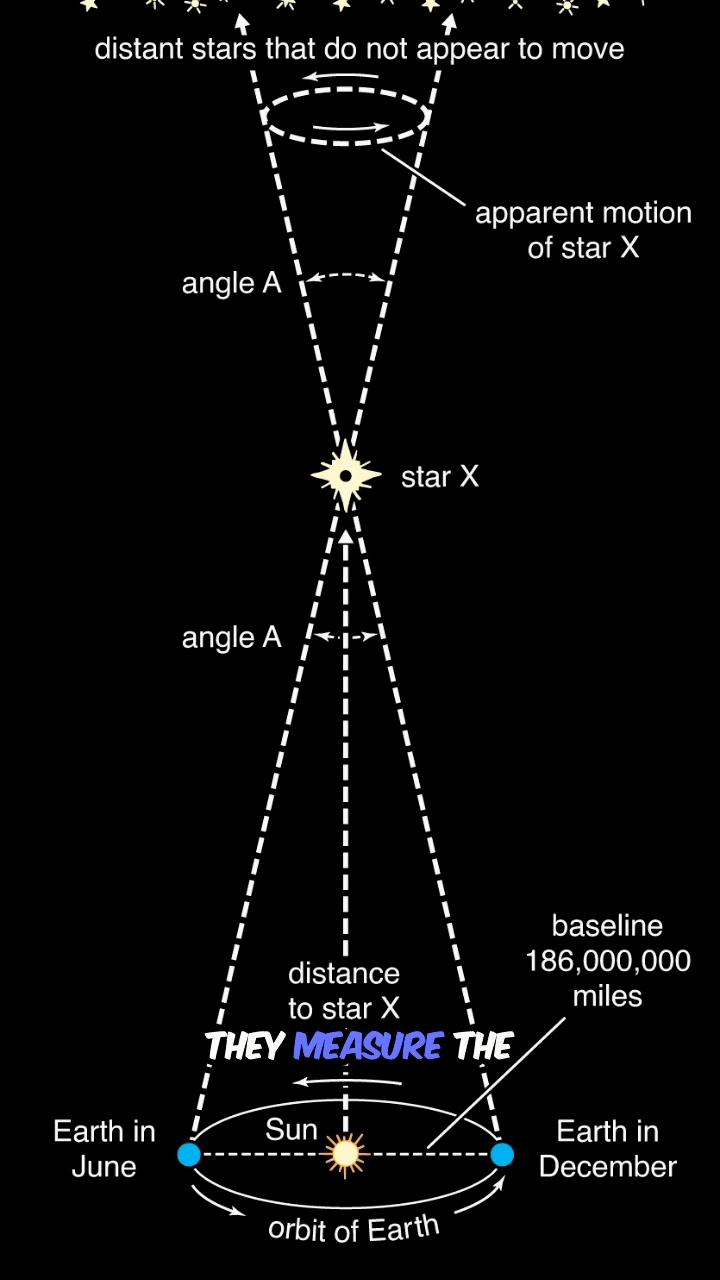 distant stars that do not appear to move
apparent motion
of star X
angle A
star X
angle A
baseline
186,000,000
miles
distance
to star X
THEY MEASURE THE
Sun
Earth in
June
Earth in
December
orbit of Earth